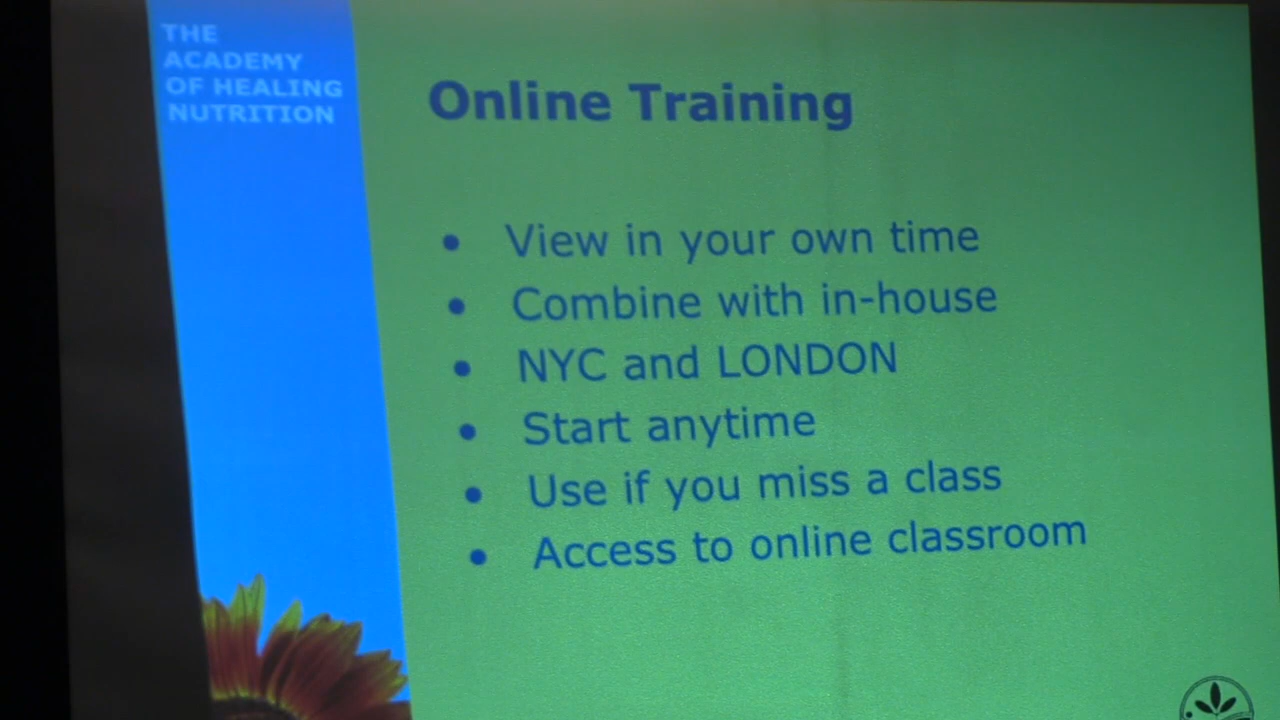 THE
ACADEMY
OF HEALING
NUTRITION
Online Training
• View in your own time
• Combine with in-house
• NYC and LONDON
• Start anytime
• Use if you miss a class
• Access to online classroom